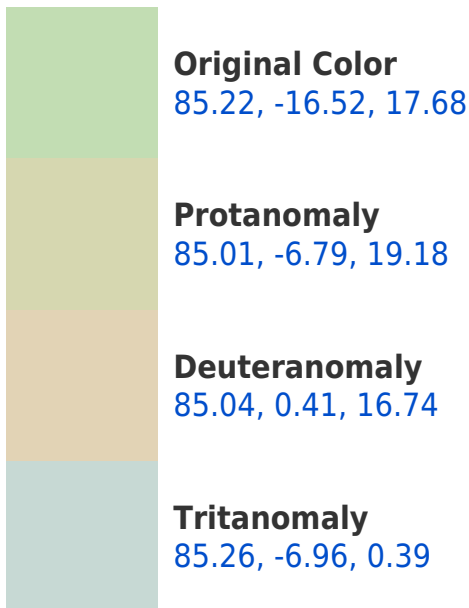 Original Color
85.22, -16.52, 17.68
Protanomaly
85.01, -6.79, 19.18
Deuteranomaly
85.04, 0.41, 16.74
Tritanomaly
85.26, -6.96, 0.39